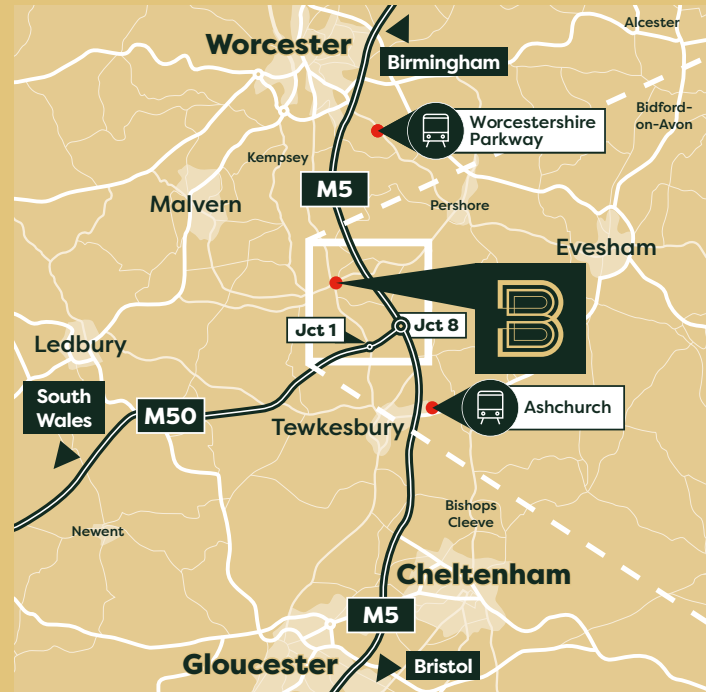 Alcester
Worcester
Birmingham
Bidford-
on-Avon
Worcestershire
Parkway
Kempsey
M5
Malvern
Pershore
Evesham
B
Jct 1
Jct 8
Ledbury
South
Wales
M50
Ashchurch
Tewkesbury
Bishops
Cleeve
Newent
Cheltenham
M5
Gloucester
Bristol